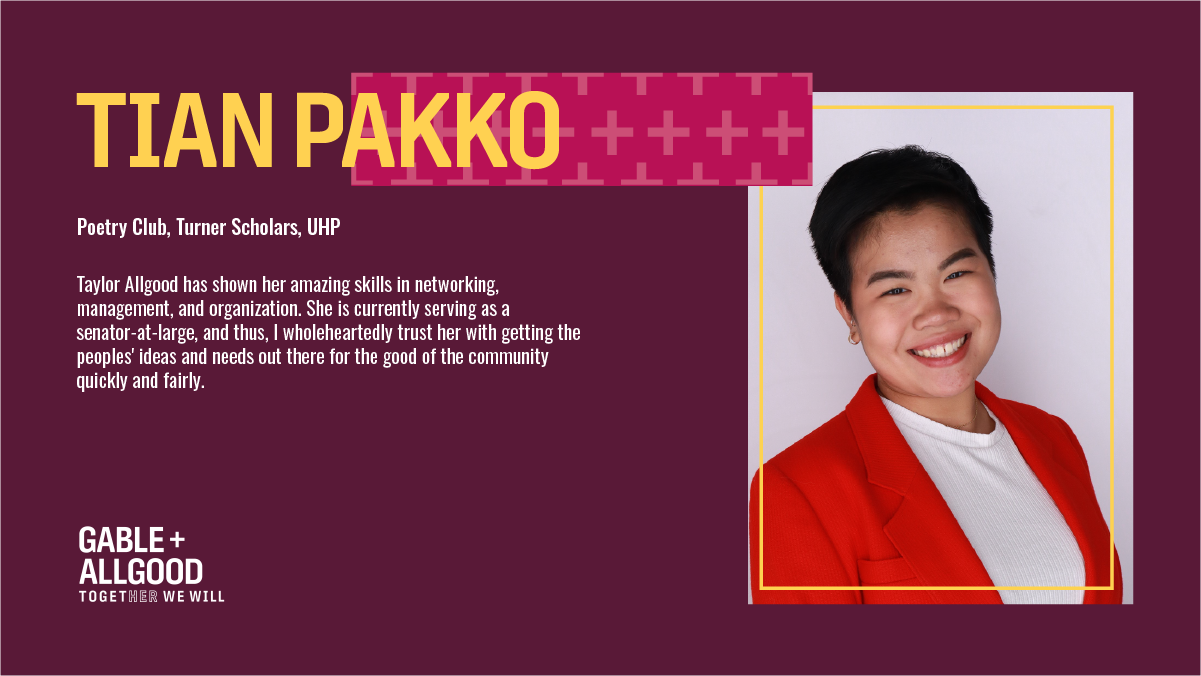 TIAN PAKKO
Poetry Club, Turner Scholars, UHP
Taylor Allgood has shown her amazing skills in networking,
management, and organization. She is currently serving as a
senator-at-large, and thus, I wholeheartedly trust her with getting the
peoples' ideas and needs out there for the good of the community
quickly and fairly.
GABLE +
ALLGOOD
TOGETHER WE WILL